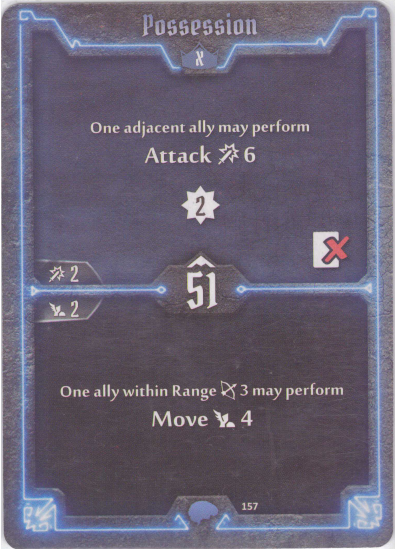 Possession
X
One adjacent ally may perform
Attack 6
2
2
51
2
One ally within Range 3 may perform
Move 4
157